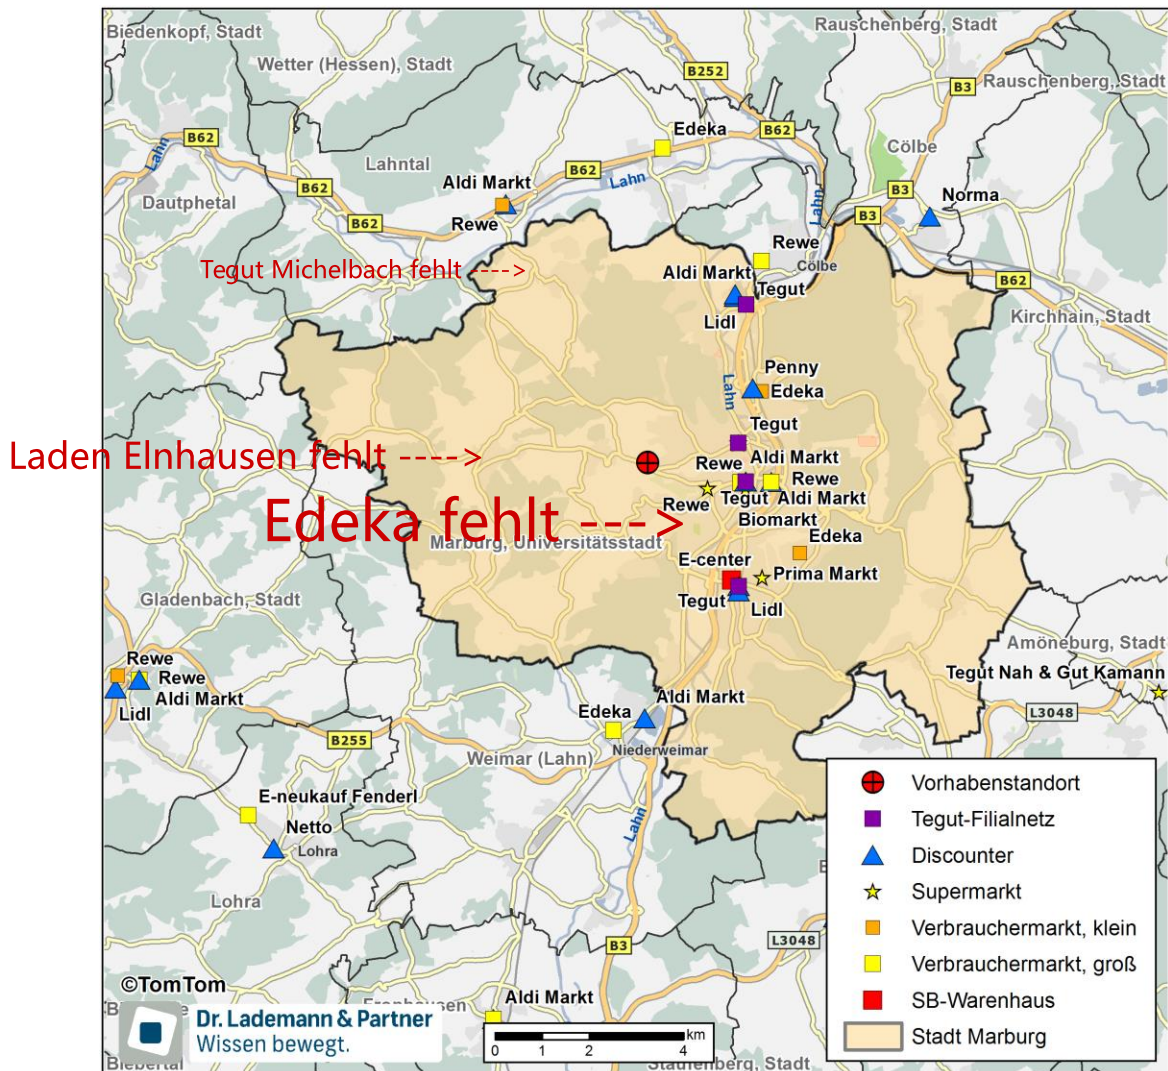 Biedenkopf, Stadt
Rauschenberg, Stadt
Wetter (Hessen), Stadt
B252
B3
Rauschenberg, Stadt
Edeka
B62
B62
Lahn
Lahntal
B62
Cölbe
Aldi Markt
Lahn
B62
B3
Norma
Dautphetal
B62
Rewe
Lahn
B3
Rewe
Cölbe
Tegut Michelbach fehlt ---->
Aldi Markt
Tegut
B62
Lidl
Kirchhain, Stadt
Penny
Lahn
Edeka
Tegut
Laden Elnhausen fehlt ---->
Rewe
Aldi Markt
Rewe
Rewe
Tegut
Aldi Markt
Edeka fehlt --->
Biomarkt
Edeka
Marburg, Universitätsstadt
E-center
Prima Markt
Gladenbach, Stadt
Tegut
Lidl
Amöneburg, Stadt
Rewe
Rewe
Tegut Nah & Gut Kamann
Aldi Markt
Lidl
Aldi Markt
Edeka
L3048
B255
Niederweimar
Weimar (Lahn)
E-neukauf Fenderl
Netto
Lohra
Lahn
Lohra
Vorhabenstandort
Tegut-Filialnetz
Discounter
Supermarkt
Verbrauchermarkt, klein
Verbrauchermarkt, groß
SB-Warenhaus
Stadt Marburg
B3
L3048
©TomTom
Aldi Markt
Dr. Lademann & Partner
Wissen bewegt.
km
0 1 2 4
Biebertal